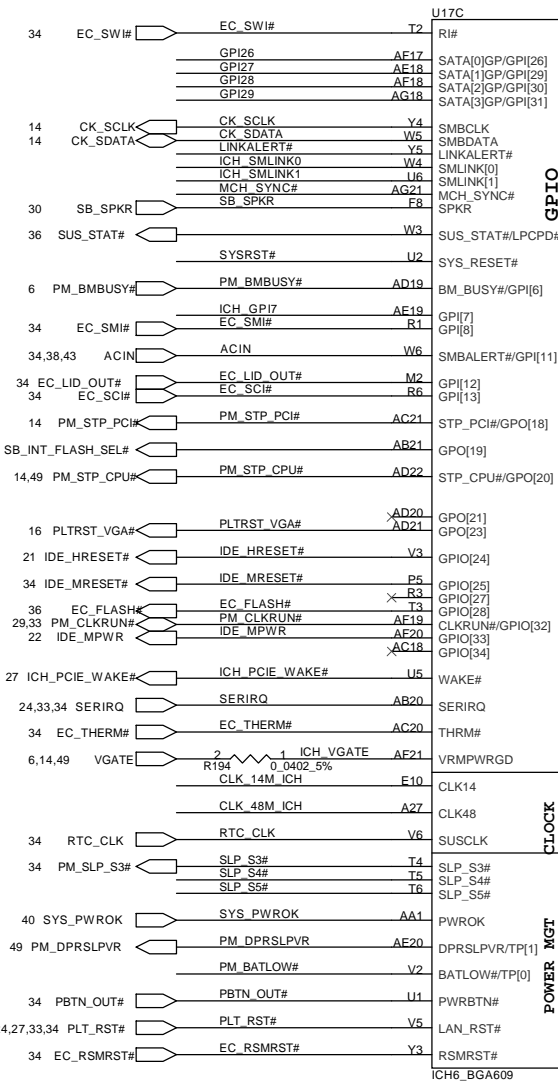 U17C
34 EC_SWI# EC_SWI# T2 RI#
GPI26 AF17 SATA[0]GP/GPI[26]
GPI27 AE18 SATA[1]GP/GPI[29]
GPI28 AF18 SATA[2]GP/GPI[30]
GPI29 AG18 SATA[3]GP/GPI[31]
14 CK_SCLK CK_SCLK Y4 SMBCLK
14 CK_SDATA CK_SDATA W5 SMBDATA
LINKALERT# Y5 LINKALERT#
ICH_SMLINK0 W4 SMLINK[0]
ICH_SMLINK1 U6 SMLINK[1]
MCH_SYNC# AG21 MCH_SYNC#
30 SB_SPKR SB_SPKR F8 SPKR
GPIO
36 SUS_STAT# W3 SUS_STAT#/LPCPD#
SYSRST# U2 SYS_RESET#
6 PM_BMBUSY# PM_BMBUSY# AD19 BM_BUSY#/GPI[6]
ICH_GPI7 AE19 GPI[7]
34 EC_SMI# EC_SMI# R1 GPI[8]
34,38,43 ACIN ACIN W6 SMBALERT#/GPI[11]
34 EC_LID_OUT# EC_LID_OUT# M2 GPI[12]
34 EC_SCI# EC_SCI# R6 GPI[13]
14 PM_STP_PCI# PM_STP_PCI# AC21 STP_PCI#/GPO[18]
SB_INT_FLASH_SEL# AB21 GPO[19]
14,49 PM_STP_CPU# PM_STP_CPU# AD22 STP_CPU#/GPO[20]
AD20 GPO[21]
16 PLTRST_VGA# PLTRST_VGA# AD21 GPO[23]
21 IDE_HRESET# IDE_HRESET# V3 GPIO[24]
34 IDE_MRESET# IDE_MRESET# P5 GPIO[25]
R3 GPIO[27]
36 EC_FLASH# EC_FLASH# T3 GPIO[28]
29,33 PM_CLKRUN# PM_CLKRUN# AF19 CLKRUN#/GPIO[32]
22 IDE_MPWR IDE_MPWR AF20 GPIO[33]
AC18 GPIO[34]
27 ICH_PCIE_WAKE# ICH_PCIE_WAKE# U5 WAKE#
24,33,34 SERIRQ SERIRQ AB20 SERIRQ
34 EC_THERM# EC_THERM# AC20 THRM#
6,14,49 VGATE 2 1 ICH_VGATE AF21 VRMPWRGD
R194 0_0402_5%
CLK_14M_ICH E10 CLK14
CLK_48M_ICH A27 CLK48
CLOCK
34 RTC_CLK RTC_CLK V6 SUSCLK
34 PM_SLP_S3# SLP_S3# T4 SLP_S3#
SLP_S4# T5 SLP_S4#
SLP_S5# T6 SLP_S5#
40 SYS_PWROK SYS_PWROK AA1 PWROK
49 PM_DPRSLPVR PM_DPRSLPVR AE20 DPRSLPVR/TP[1]
PM_BATLOW# V2 BATLOW#/TP[0]
POWER MGT
34 PBTN_OUT# PBTN_OUT# U1 PWRBTN#
4,27,33,34 PLT_RST# PLT_RST# V5 LAN_RST#
34 EC_RSMRST# EC_RSMRST# Y3 RSMRST#
ICH6_BGA609